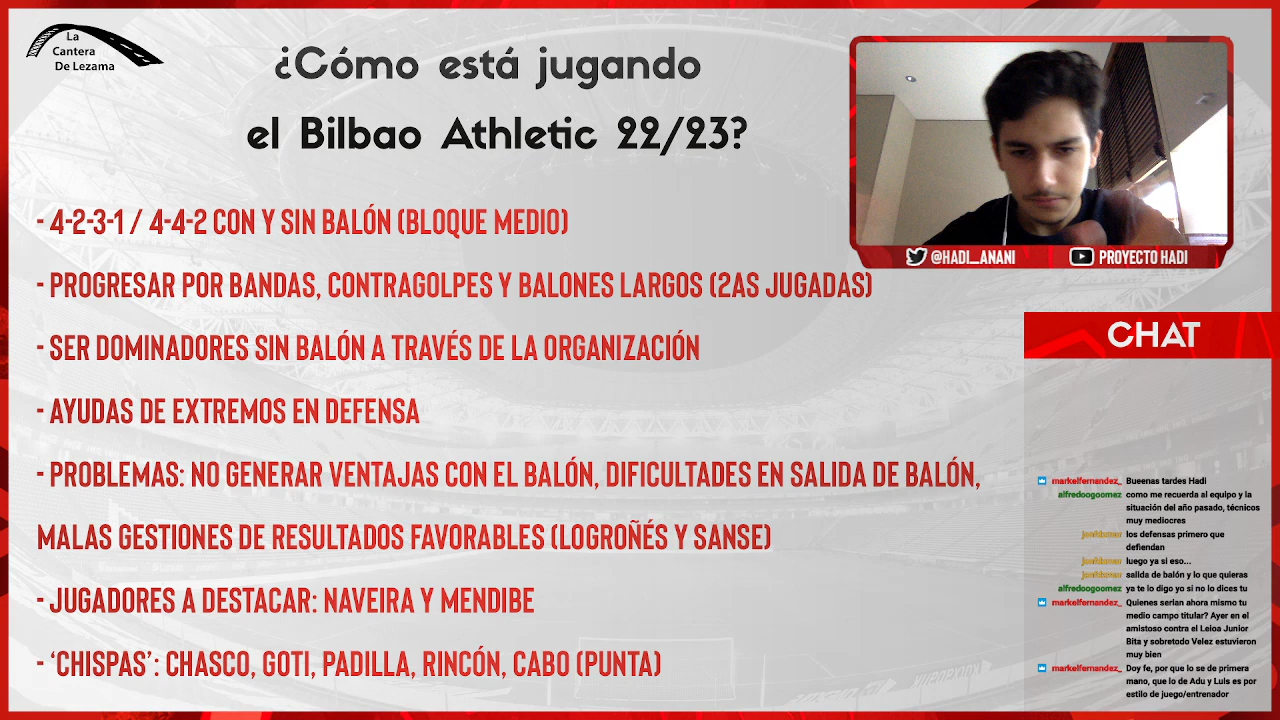 La
Cantera
De Lezama
¿Cómo está jugando
el Bilbao Athletic 22/23?
- 4-2-3-1 / 4-4-2 CON Y SIN BALÓN (BLOQUE MEDIO)
- PROGRESAR POR BANDAS, CONTRAGOLPES Y BALONES LARGOS (2AS JUGADAS)
- SER DOMINADORES SIN BALÓN A TRAVÉS DE LA ORGANIZACIÓN
- AYUDAS DE EXTREMOS EN DEFENSA
- PROBLEMAS: NO GENERAR VENTAJAS CON EL BALÓN, DIFICULTADES EN SALIDA DE BALÓN,
MALAS GESTIONES DE RESULTADOS FAVORABLES (LOGROÑÉS Y SANSE)
- JUGADORES A DESTACAR: NAVEIRA Y MENDIBE
- ‘CHISPAS’: CHASCO, GOTI, PADILLA, RINCÓN, CABO (PUNTA)
@HADI_ANANI PROYECTO HADI
CHAT
markelfernandez_ Bueenas tardes Hadi
alfredoogoomez como me recuerda al equipo y la
situación del año pasado, técnicos
muy mediocres
los defensas primero que
defiendan
luego ya si eso...
salida de balón y lo que quieras
alfredoogoomez ya te lo digo yo si no lo dices tu
markelfernandez_ Quienes serian ahora mismo tu
medio campo titular? Ayer en el
amistoso contra el Leioa Junior
Bita y sobretodo Velez estuvieron
muy bien
markelfernandez_ Doy fe, por que lo se de primera
mano, que lo de Adu y Luis es por
estilo de juego/entrenador